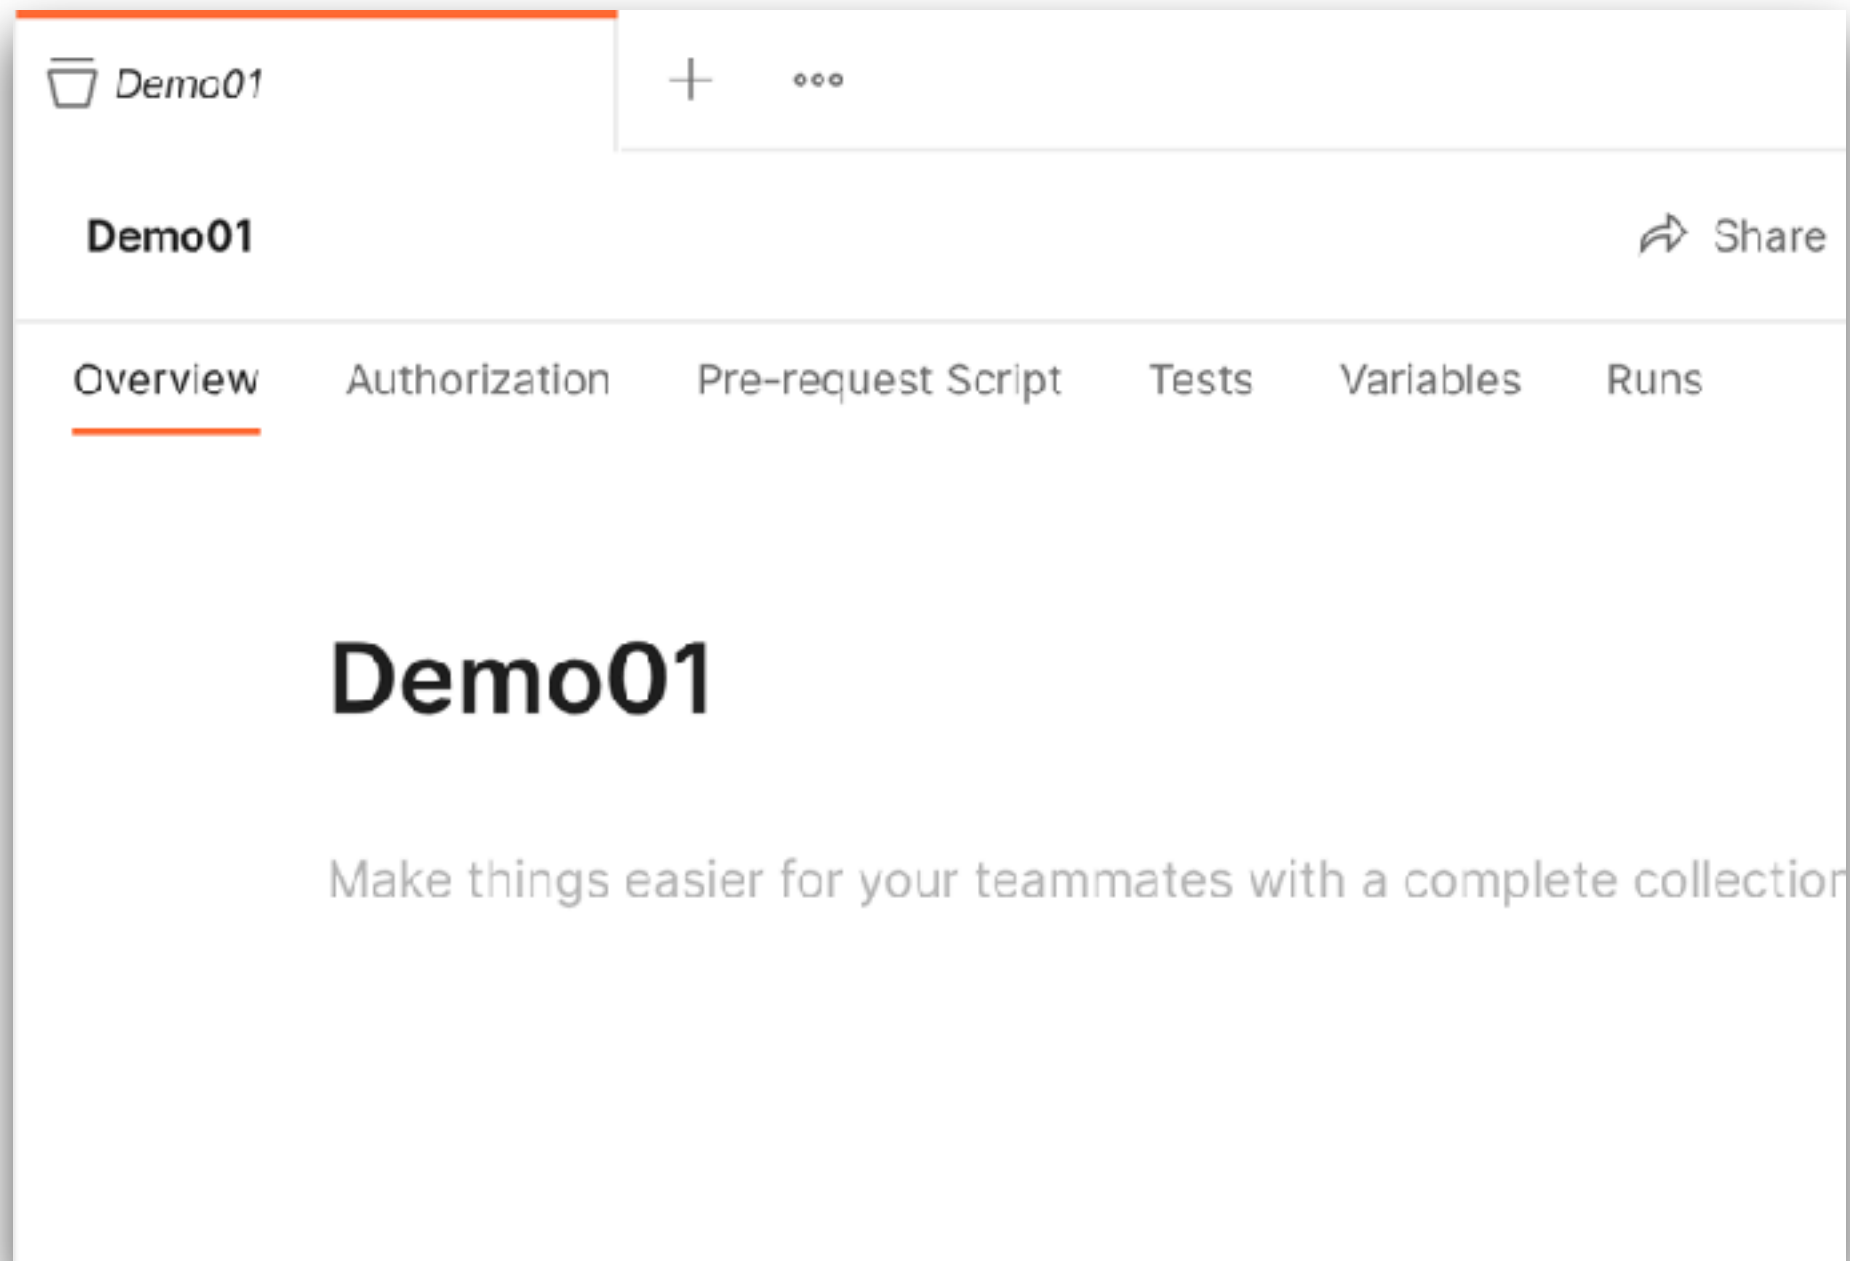 Demo01
Demo01
Share
Overview Authorization Pre-request Script Tests Variables Runs
Demo01
Make things easier for your teammates with a complete collection